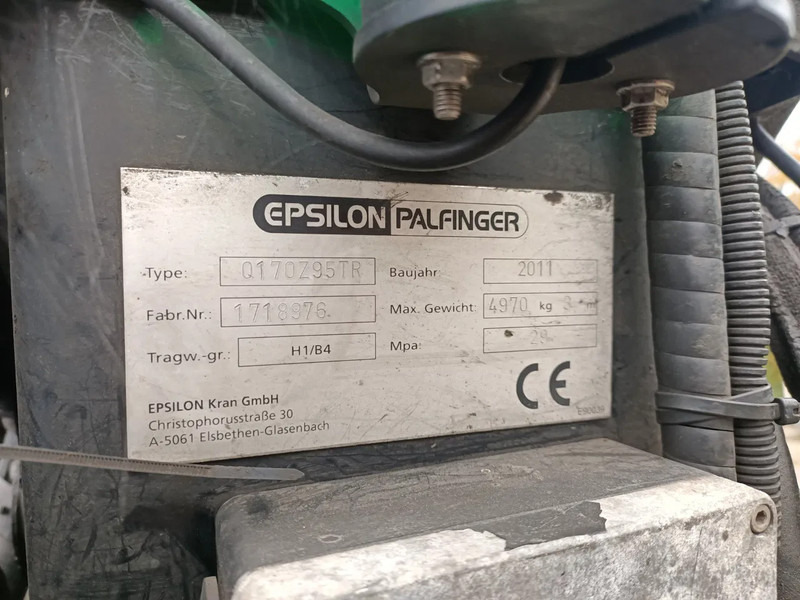 EPSILON PALFINGER
Type: Q170Z95TR Baujahr 2011
Fabr.Nr.: 1718976 Max. Gewicht: 4970 kg 3 m
Tragw.-gr.: H1/B4 Mpa: 29
EPSILON Kran GmbH
Christophorusstraße 30
A-5061 Elsbethen-Glasenbach
CE